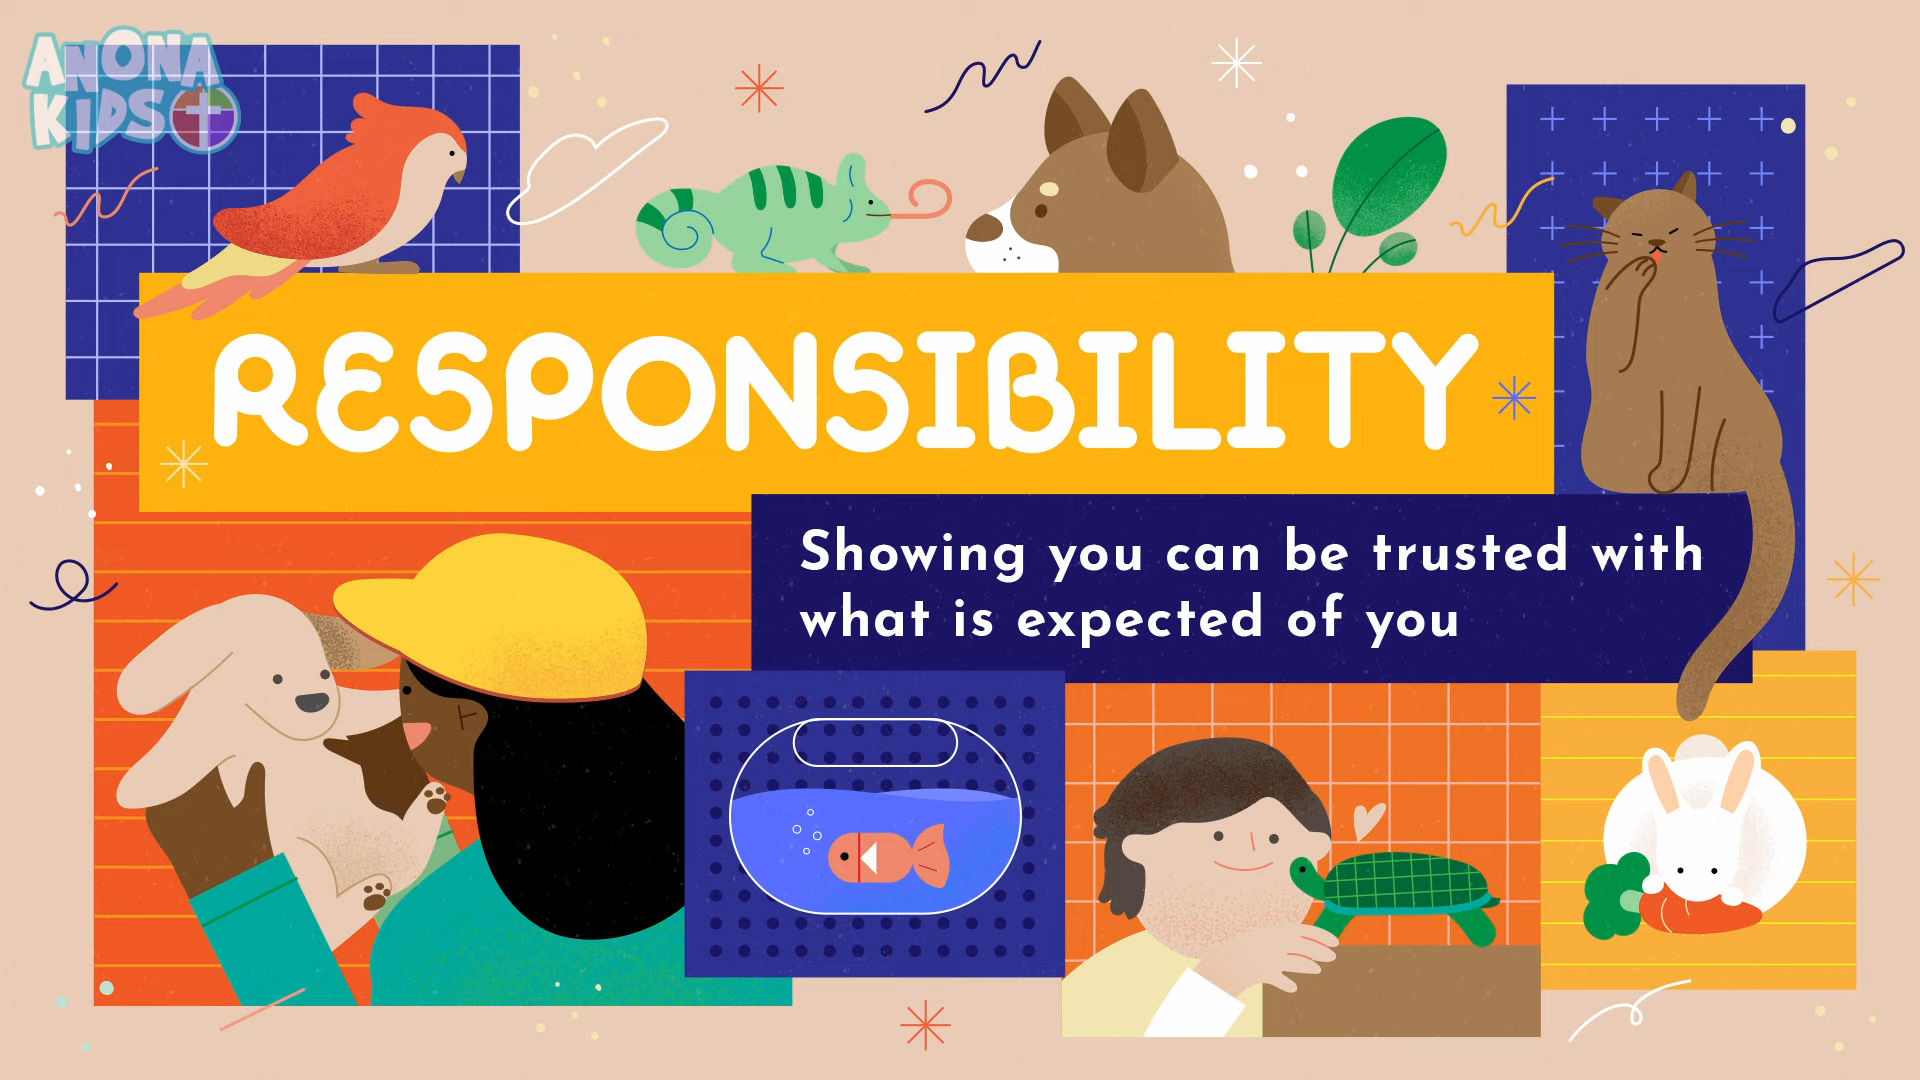 ANONA
KIDS
RESPONSIBILITY
Showing you can be trusted with
what is expected of you